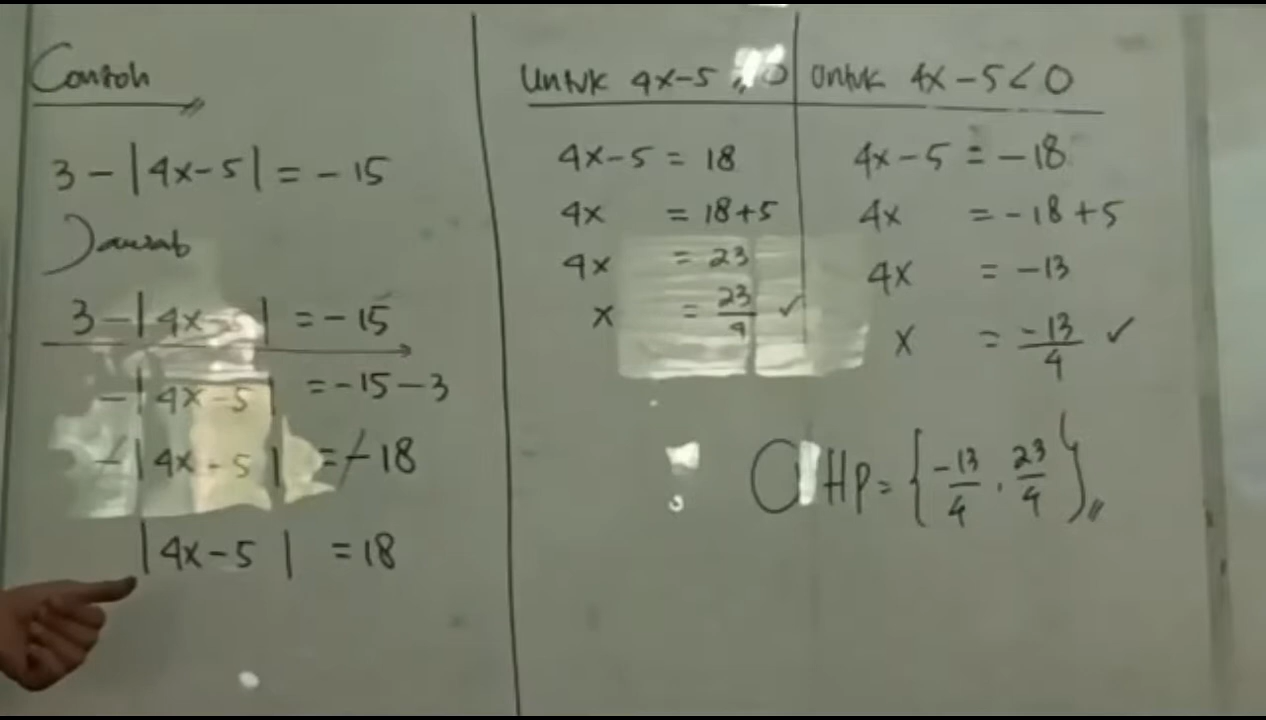 Contoh
3 - |4x - 5| = - 15
Jawab
3 - |4x - 5| = - 15
- |4x - 5| = - 15 - 3
- |4x - 5| = - 18
|4x - 5| = 18
Untuk 4x - 5 ≥ 0
4x - 5 = 18
4x = 18 + 5
4x = 23
x = 23/4 ✓
Untuk 4x - 5 < 0
4x - 5 = - 18
4x = - 18 + 5
4x = - 13
x = -13/4 ✓
HP = { -13/4 , 23/4 }